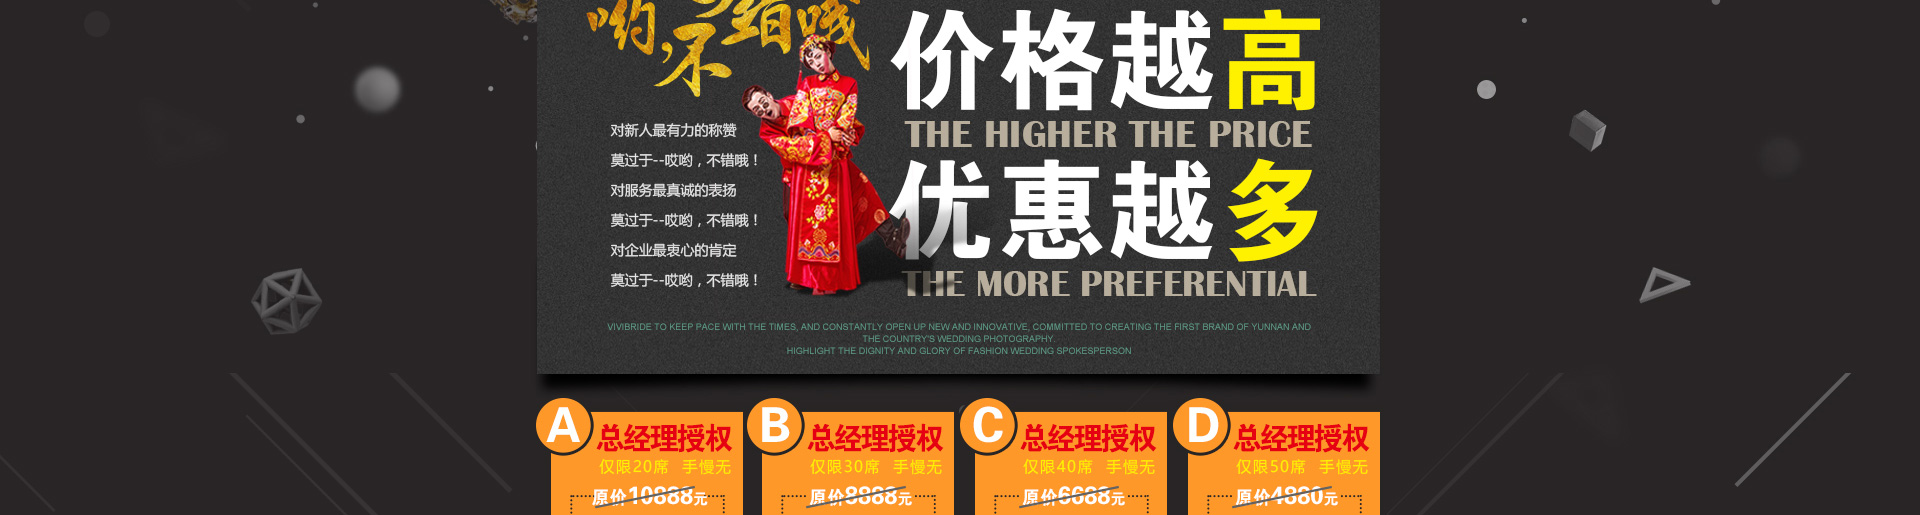 哟,不错哦
价格越高
THE HIGHER THE PRICE
优惠越多
THE MORE PREFERENTIAL
对新人最有力的称赞
莫过于--哎哟，不错哦！
对服务最真诚的表扬
莫过于--哎哟，不错哦！
对企业最衷心的肯定
莫过于--哎哟，不错哦！
VIVIBRIDE TO KEEP PACE WITH THE TIMES, AND CONSTANTLY OPEN UP NEW AND INNOVATIVE, COMMITTED TO CREATING THE FIRST BRAND OF YUNNAN AND
THE COUNTRY'S WEDDING PHOTOGRAPHY.
HIGHLIGHT THE DIGNITY AND GLORY OF FASHION WEDDING SPOKESPERSON
A
总经理授权
仅限20席 手慢无
原价10888元
B
总经理授权
仅限30席 手慢无
原价8888元
C
总经理授权
仅限40席 手慢无
原价6688元
D
总经理授权
仅限50席 手慢无
原价4880元